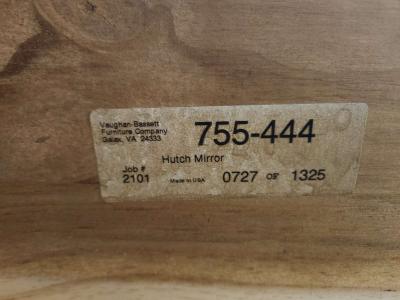 Vaughan-Bassett
Furniture Company
Galax, VA 24333
755-444
Hutch Mirror
Job #
2101
Made In USA
0727 OF 1325